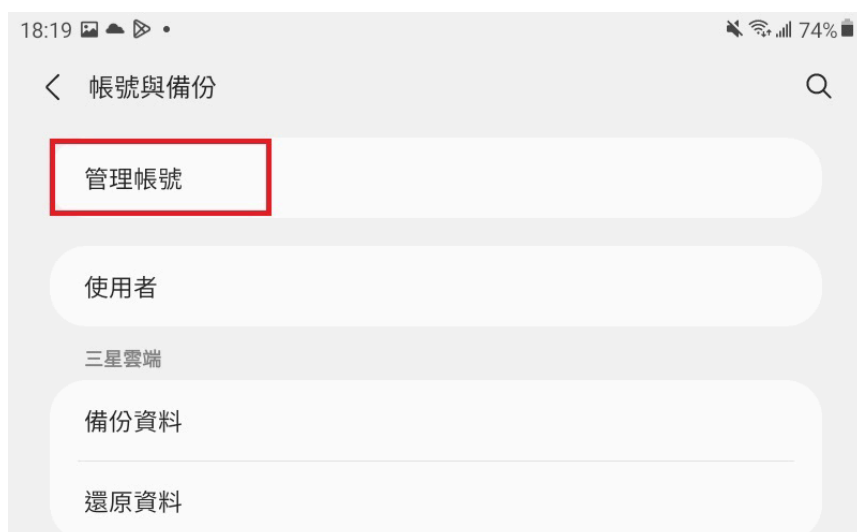 18:19 74%
帳號與備份
管理帳號
使用者
三星雲端
備份資料
還原資料